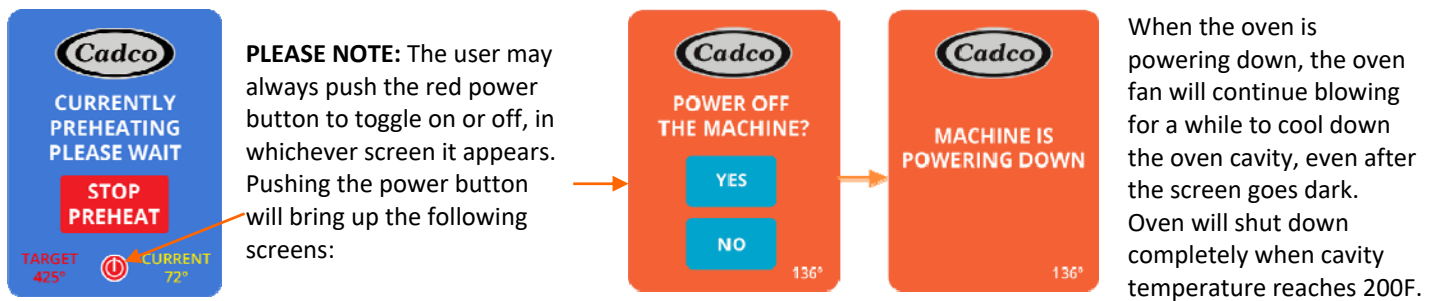 Cadco
CURRENTLY
PREHEATING
PLEASE WAIT
STOP
PREHEAT
TARGET
425°
CURRENT
72°
PLEASE NOTE: The user may
always push the red power
button to toggle on or off, in
whichever screen it appears.
Pushing the power button
will bring up the following
screens:
Cadco
POWER OFF
THE MACHINE?
YES
NO
136°
Cadco
MACHINE IS
POWERING DOWN
136°
When the oven is
powering down, the oven
fan will continue blowing
for a while to cool down
the oven cavity, even after
the screen goes dark.
Oven will shut down
completely when cavity
temperature reaches 200F.